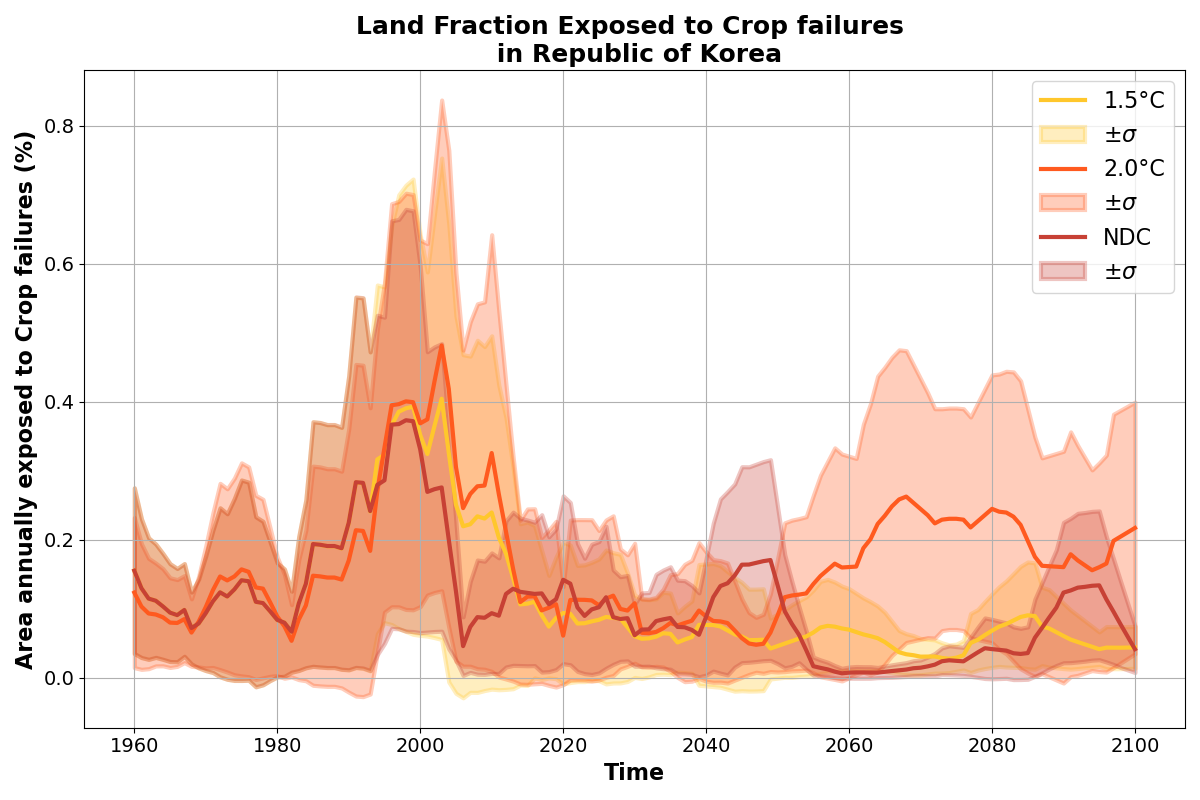 Land Fraction Exposed to Crop failures
in Republic of Korea
Area annually exposed to Crop failures (%)
0.8
0.6
0.4
0.2
0.0
1.5°C
±σ
2.0°C
±σ
NDC
±σ
1960 1980 2000 2020 2040 2060 2080 2100
Time